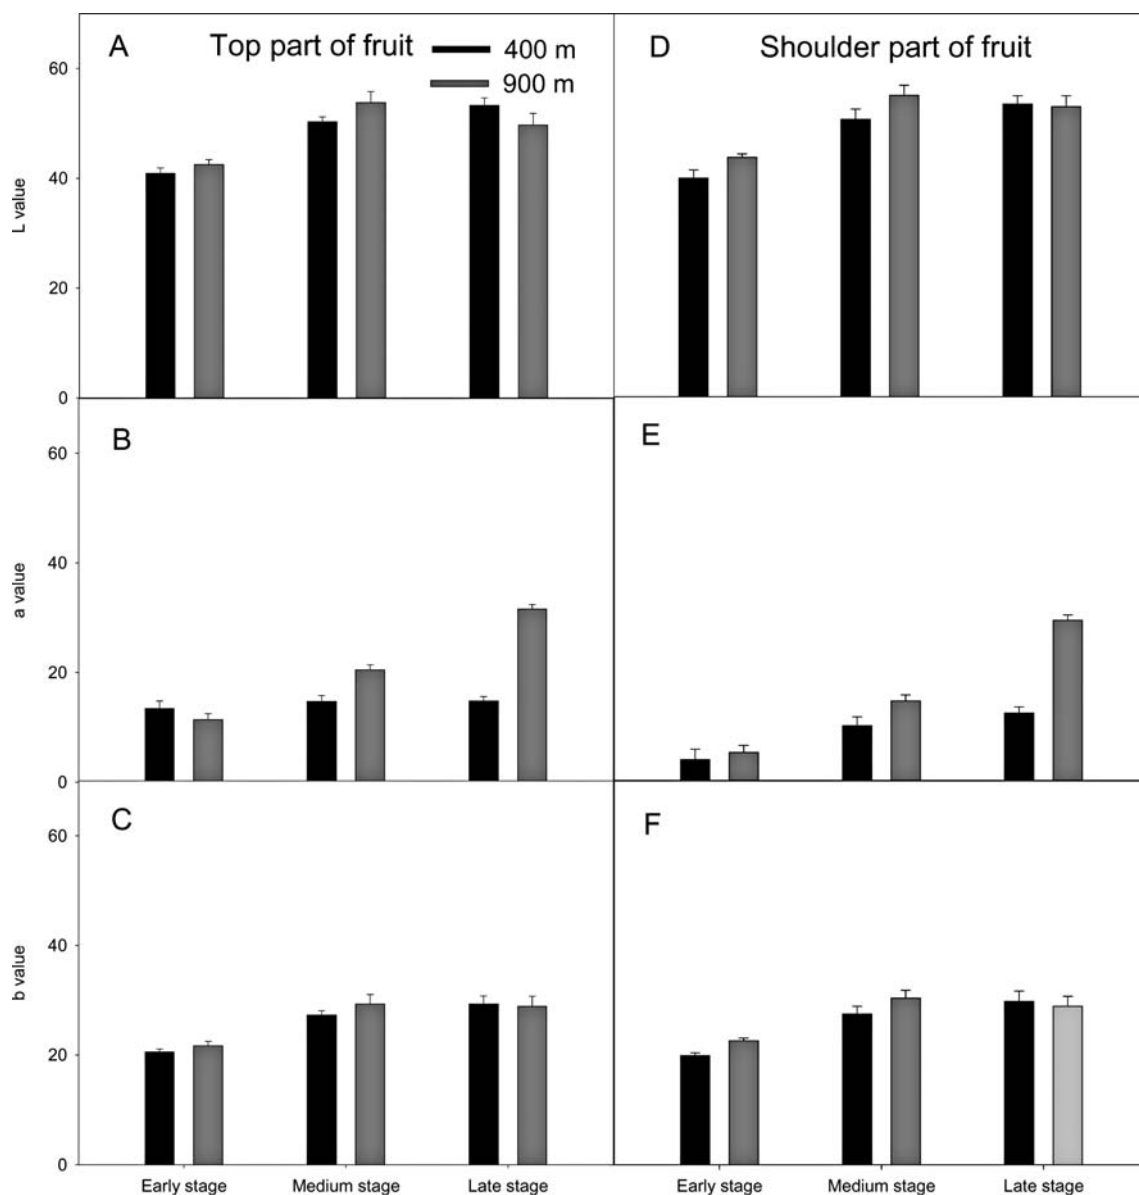 A
Top part of fruit
400 m
900 m
D
Shoulder part of fruit
L value
60
40
20
0
B
E
a value
60
40
20
0
C
F
b value
60
40
20
0
Early stage
Medium stage
Late stage
Early stage
Medium stage
Late stage